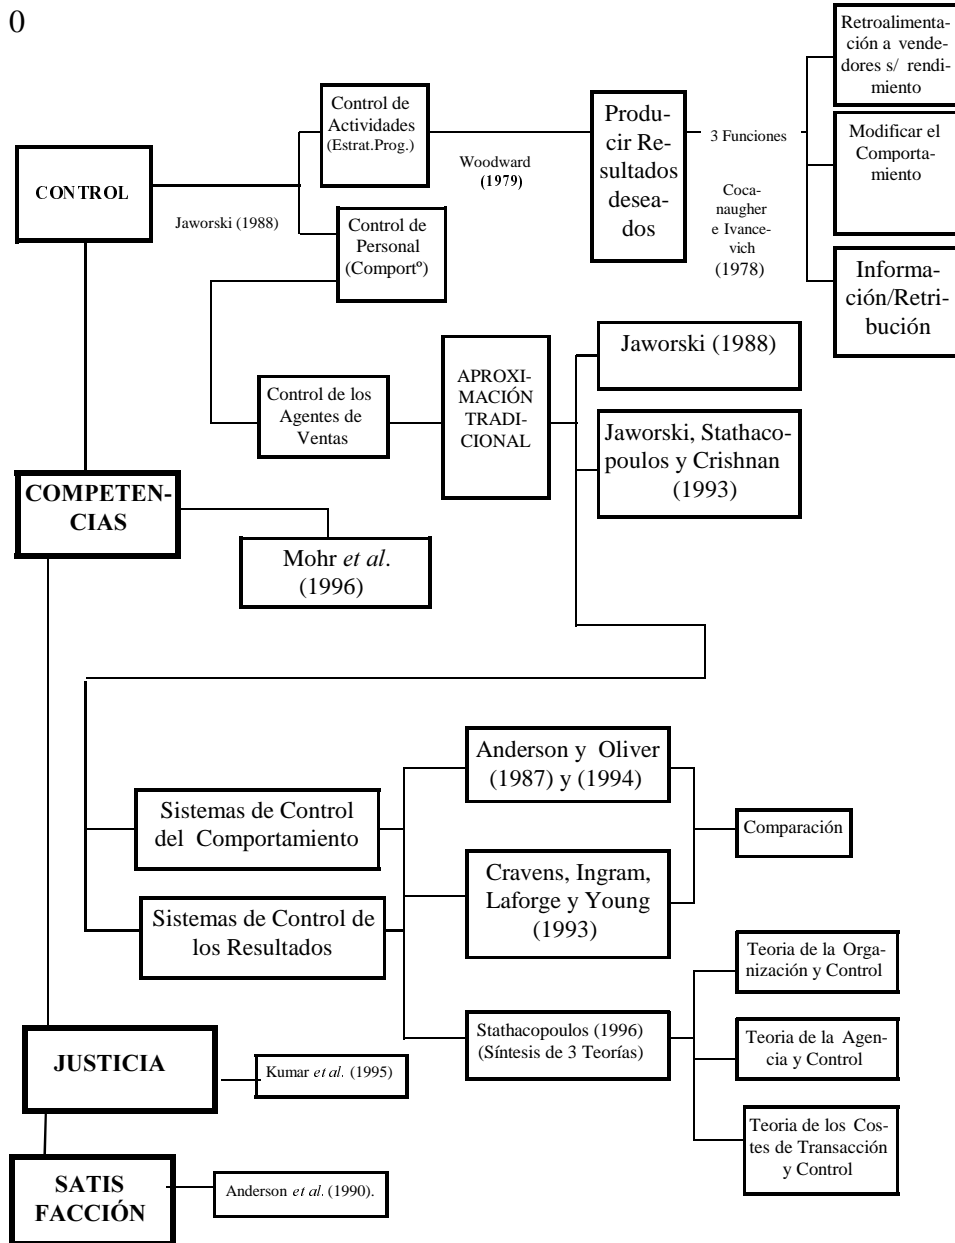 0
Retroalimenta-
ción a vende-
dores s/ rendi-
miento
Control de
Actividades
(Estrat.Prog.)
Produ-
cir Re-
sultados
desea-
dos
3 Funciones
Modificar el
Comporta-
miento
Woodward
(1979)
CONTROL
Jaworski (1988)
Control de
Personal
(Comportº)
Coca-
naugher
e Ivance-
vich
(1978)
Informa-
ción/Retri-
bución
Jaworski (1988)
Control de los
Agentes de
Ventas
APROXI-
MACIÓN
TRADI-
CIONAL
Jaworski, Stathaco-
poulos y Crishnan
(1993)
COMPETEN-
CIAS
Mohr et al.
(1996)
Anderson y Oliver
(1987) y (1994)
Sistemas de Control
del Comportamiento
Comparación
Cravens, Ingram,
Laforge y Young
(1993)
Sistemas de Control de
los Resultados
Teoria de la Orga-
nización y Control
Stathacopoulos (1996)
(Síntesis de 3 Teorías)
Teoria de la Agen-
cia y Control
JUSTICIA
Kumar et al. (1995)
Teoria de los Cos-
tes de Transacción
y Control
SATIS
FACCIÓN
Anderson et al. (1990).